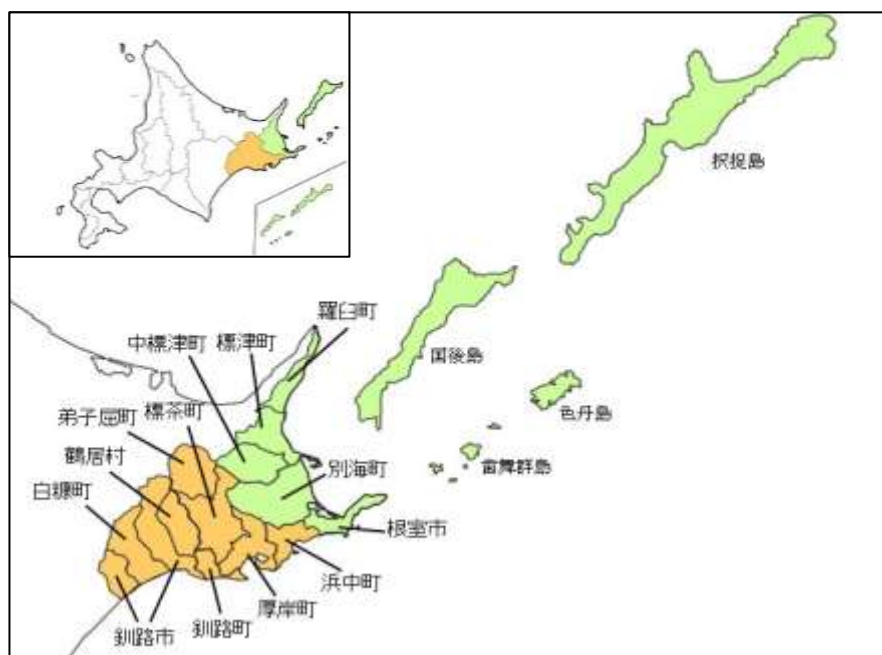 択捉島
国後島
色丹島
歯舞群島
羅臼町
中標津町
標津町
標茶町
弟子屈町
鶴居村
別海町
白糠町
根室市
浜中町
厚岸町
釧路町
釧路市